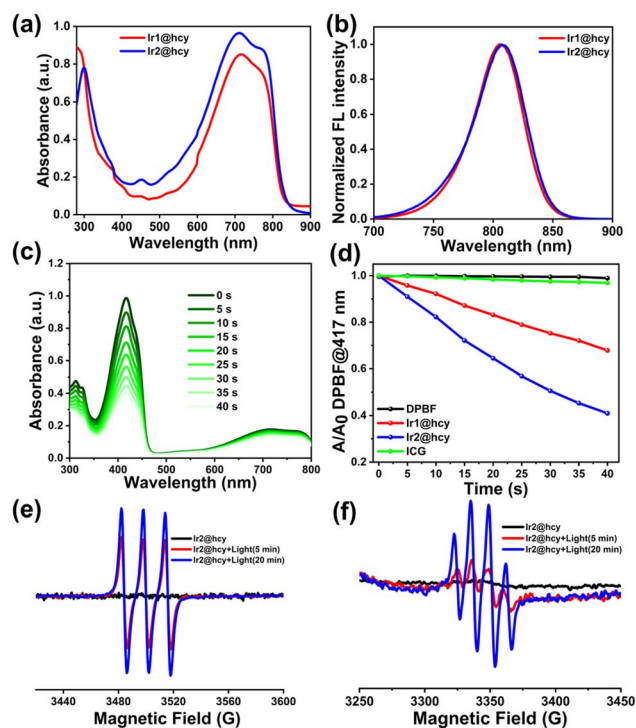 (a)
Ir1@hcy
Ir2@hcy
Absorbance (a.u.)
1.0
0.8
0.6
0.4
0.2
0.0
300 400 500 600 700 800 900
Wavelength (nm)
(b)
Ir1@hcy
Ir2@hcy
Normalized FL intensity
1.0
0.8
0.6
0.4
0.2
0.0
700 750 800 850 900
Wavelength (nm)
(c)
0 s
5 s
10 s
15 s
20 s
25 s
30 s
35 s
40 s
Absorbance (a.u.)
1.2
1.0
0.8
0.6
0.4
0.2
0.0
300 400 500 600 700 800
Wavelength (nm)
(d)
A/A0 DPBF@417 nm
1.0
0.8
0.6
0.4
0.2
DPBF
Ir1@hcy
Ir2@hcy
ICG
0 5 10 15 20 25 30 35 40
Time (s)
(e)
Ir2@hcy
Ir2@hcy+Light(5 min)
Ir2@hcy+Light(20 min)
3440 3480 3520 3560 3600
Magnetic Field (G)
(f)
Ir2@hcy
Ir2@hcy+Light(5 min)
Ir2@hcy+Light(20 min)
3250 3300 3350 3400 3450
Magnetic Field (G)